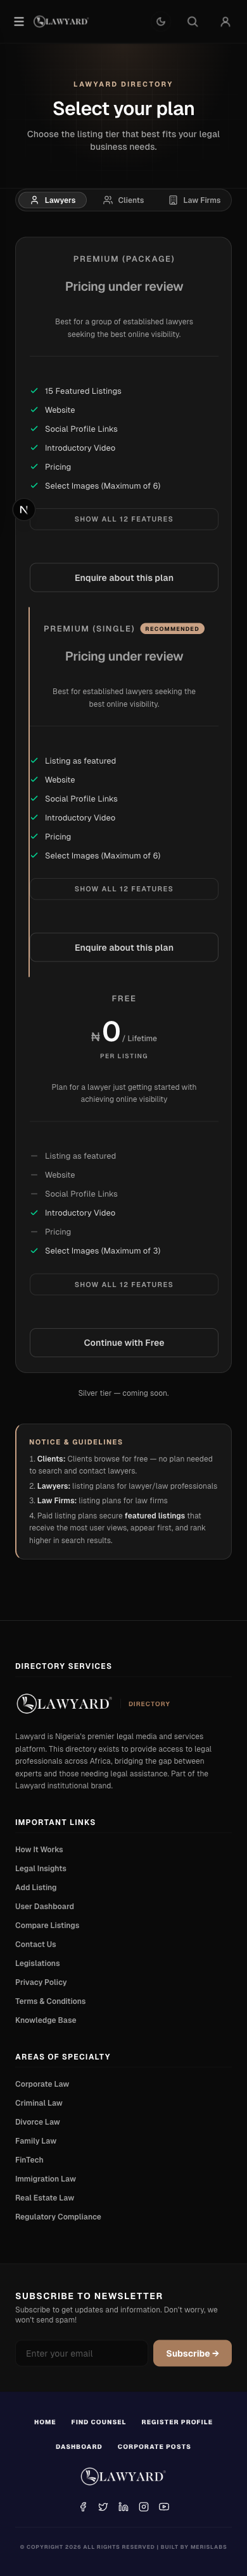 LAWYARD
LAWYARD DIRECTORY
Select your plan
Choose the listing tier that best fits your legal
business needs.
Lawyers Clients Law Firms
PREMIUM (PACKAGE)
Pricing under review
Best for a group of established lawyers
seeking the best online visibility.
15 Featured Listings
Website
Social Profile Links
Introductory Video
Pricing
Select Images (Maximum of 6)
N
SHOW ALL 12 FEATURES
Enquire about this plan
PREMIUM (SINGLE) RECOMMENDED
Pricing under review
Best for established lawyers seeking the
best online visibility.
Listing as featured
Website
Social Profile Links
Introductory Video
Pricing
Select Images (Maximum of 6)
SHOW ALL 12 FEATURES
Enquire about this plan
FREE
₦0 / Lifetime
PER LISTING
Plan for a lawyer just getting started with
achieving online visibility
Listing as featured
Website
Social Profile Links
Introductory Video
Pricing
Select Images (Maximum of 3)
SHOW ALL 12 FEATURES
Continue with Free
Silver tier — coming soon.
NOTICE & GUIDELINES
1. Clients: Clients browse for free — no plan needed
to search and contact lawyers.
2. Lawyers: listing plans for lawyer/law professionals
3. Law Firms: listing plans for law firms
4. Paid listing plans secure featured listings that
receive the most user views, appear first, and rank
higher in search results.
DIRECTORY SERVICES
LAWYARD DIRECTORY
Lawyard is Nigeria's premier legal media and services
platform. This directory exists to provide access to legal
professionals across Africa, bridging the gap between
experts and those needing legal assistance. Part of the
Lawyard institutional brand.
IMPORTANT LINKS
How It Works
Legal Insights
Add Listing
User Dashboard
Compare Listings
Contact Us
Legislations
Privacy Policy
Terms & Conditions
Knowledge Base
AREAS OF SPECIALTY
Corporate Law
Criminal Law
Divorce Law
Family Law
FinTech
Immigration Law
Real Estate Law
Regulatory Compliance
SUBSCRIBE TO NEWSLETTER
Subscribe to get updates and information. Don't worry, we
won't send spam!
Enter your email Subscribe →
HOME FIND COUNSEL REGISTER PROFILE
DASHBOARD CORPORATE POSTS
LAWYARD
© COPYRIGHT 2026 ALL RIGHTS RESERVED | BUILT BY MERISLABS